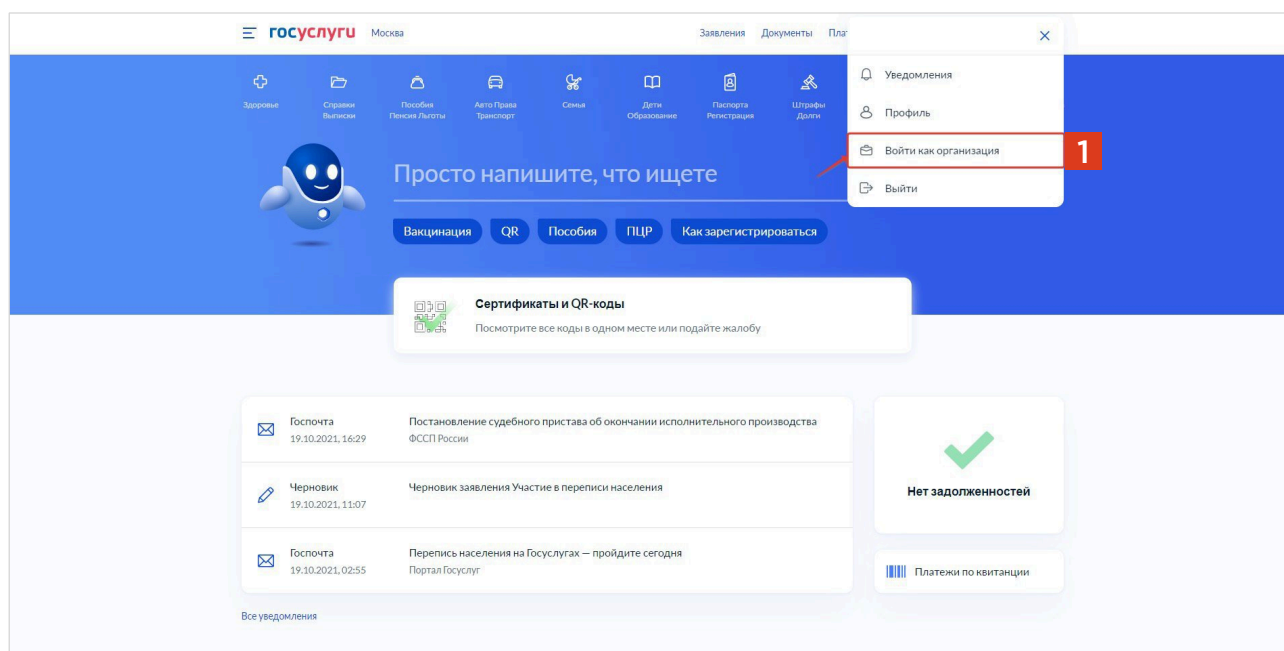 госуслуги Москва Заявления Документы
Уведомления
Профиль
Войти как организация
1
Выйти
Здоровье
Справки
Выписки
Пособия
Пенсия Льготы
Авто Права
Транспорт
Семья
Дети
Образование
Паспорта
Регистрация
Штрафы
Долги
Просто напишите, что ищете
Вакцинация QR Пособия ПЦР Как зарегистрироваться
Сертификаты и QR-коды
Посмотрите все коды в одном месте или подайте жалобу
Госпочта
19.10.2021, 16:29
Постановление судебного пристава об окончании исполнительного производства
ФССП России
Черновик
19.10.2021, 11:07
Черновик заявления Участие в переписи населения
Госпочта
19.10.2021, 02:55
Перепись населения на Госуслугах — пройдите сегодня
Портал Госуслуг
Все уведомления
Нет задолженностей
Платежи по квитанции